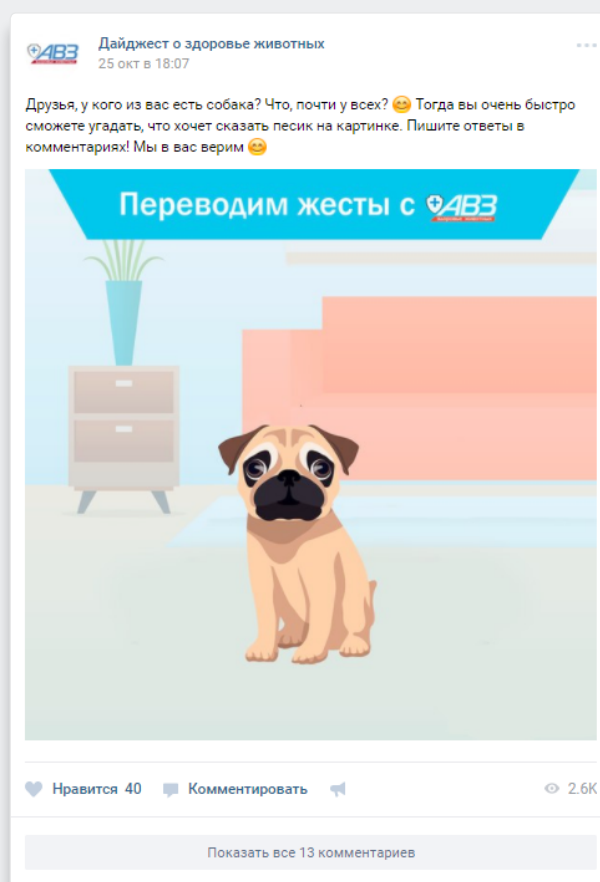 АВЗ
Дайджест о здоровье животных
25 окт в 18:07
Друзья, у кого из вас есть собака? Что, почти у всех? 😊 Тогда вы очень быстро
сможете угадать, что хочет сказать песик на картинке. Пишите ответы в
комментариях! Мы в вас верим 😊
Переводим жесты с АВЗ
Нравится 40
Комментировать
2.6K
Показать все 13 комментариев